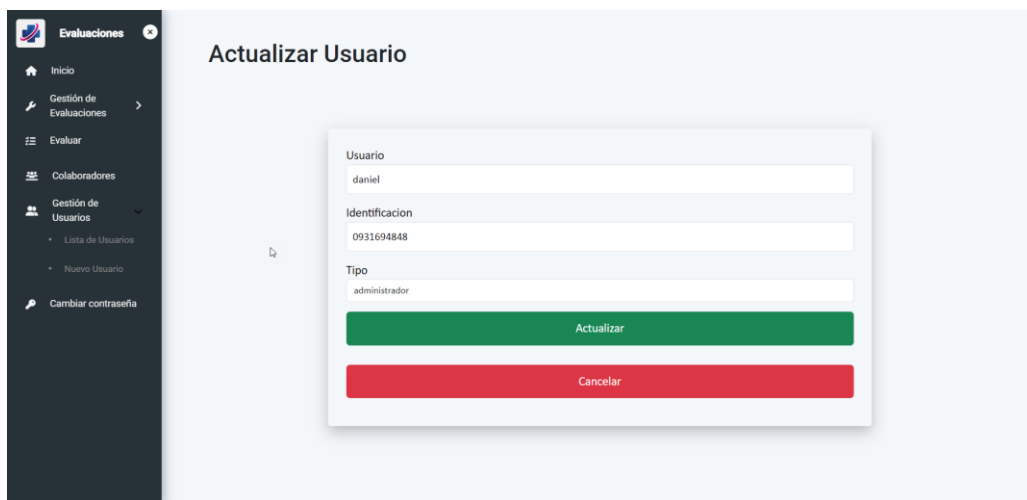 Evaluaciones
Inicio
Gestión de
Evaluaciones
Evaluar
Colaboradores
Gestión de
Usuarios
Lista de Usuarios
Nuevo Usuario
Cambiar contraseña
Actualizar Usuario
Usuario
daniel
Identificacion
0931694848
Tipo
administrador
Actualizar
Cancelar